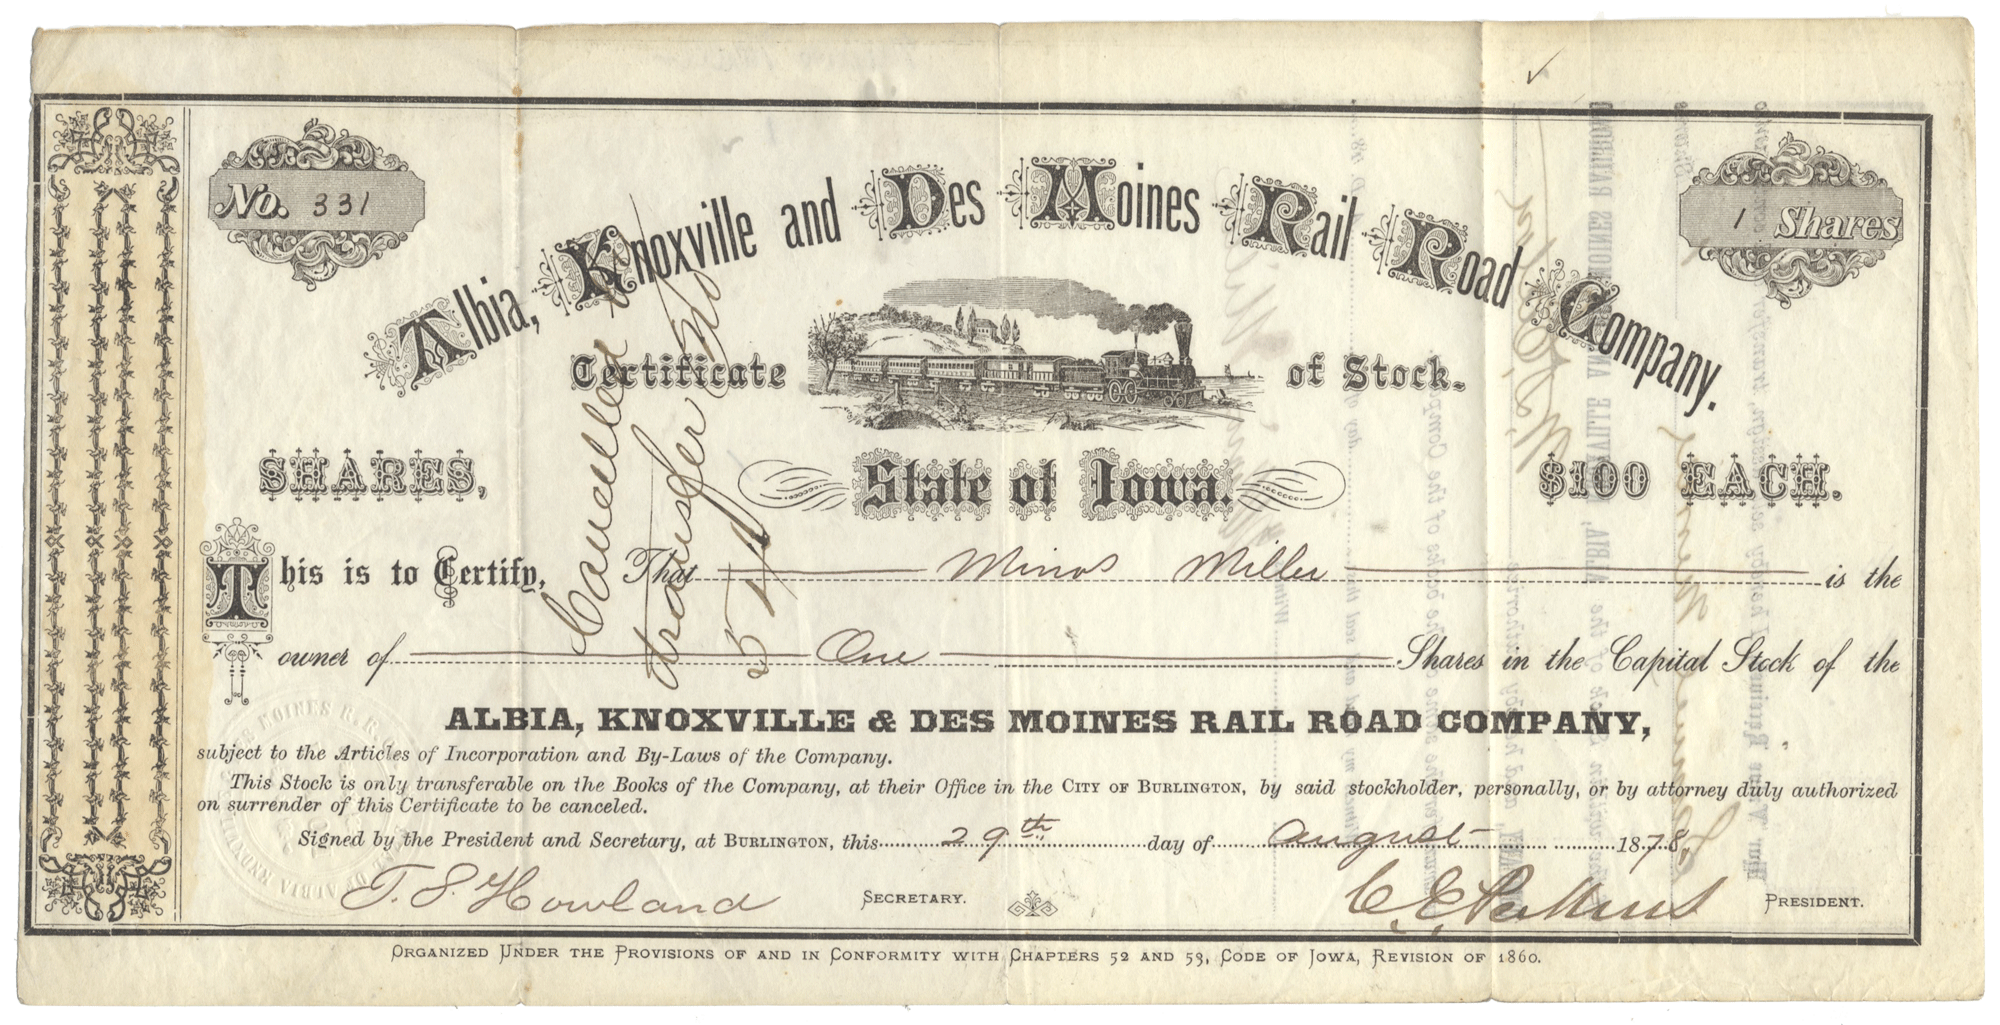 No. 331
1 Shares
Albia, Knoxville and Des Moines Rail Road Company.
Certificate of Stock.
SHARES, State of Iowa. $100 EACH.
This is to Certify, That Minos Miller is the
owner of One Shares in the Capital Stock of the
ALBIA, KNOXVILLE & DES MOINES RAIL ROAD COMPANY,
subject to the Articles of Incorporation and By-Laws of the Company.
This Stock is only transferable on the Books of the Company, at their Office in the CITY OF BURLINGTON, by said stockholder, personally, or by attorney duly authorized
on surrender of this Certificate to be canceled.
Signed by the President and Secretary, at BURLINGTON, this 29th day of August 1878.
T. S. Howland SECRETARY. C. E. Perkins PRESIDENT.
ORGANIZED UNDER THE PROVISIONS OF AND IN CONFORMITY WITH CHAPTERS 52 AND 53, CODE OF IOWA, REVISION OF 1860.
Cancelled
transfer No
54